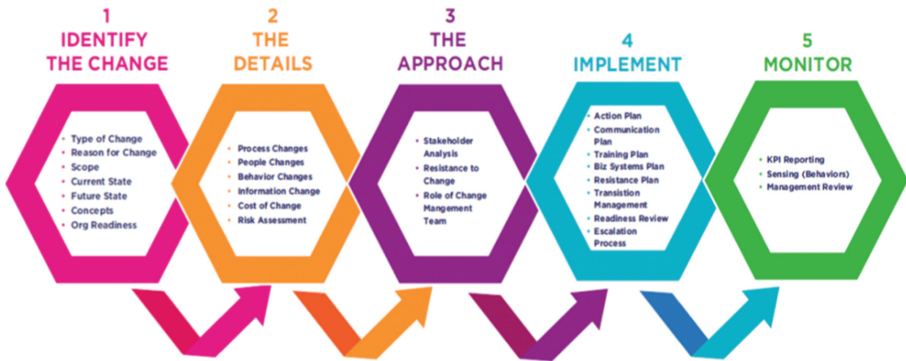 1
IDENTIFY
THE CHANGE
• Type of Change
• Reason for Change
• Scope
• Current State
• Future State
• Concepts
• Org Readiness
2
THE
DETAILS
• Process Changes
• People Changes
• Behavior Changes
• Information Change
• Cost of Change
• Risk Assessment
3
THE
APPROACH
• Stakeholder
Analysis
• Resistance to
Change
• Role of Change
Mangement
Team
4
IMPLEMENT
• Action Plan
• Communication
Plan
• Training Plan
• Biz Systems Plan
• Resistance Plan
• Transistion
Management
• Readiness Review
• Escalation
Process
5
MONITOR
• KPI Reporting
• Sensing (Behaviors)
• Management Review